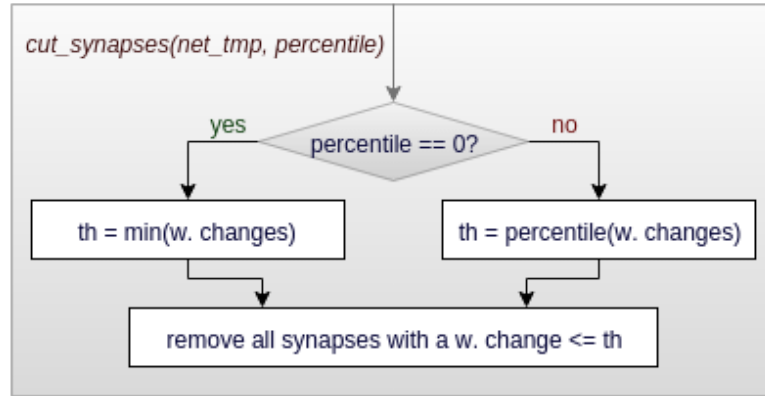 cut_synapses(net_tmp, percentile)
yes
no
percentile == 0?
th = min(w. changes)
th = percentile(w. changes)
remove all synapses with a w. change <= th